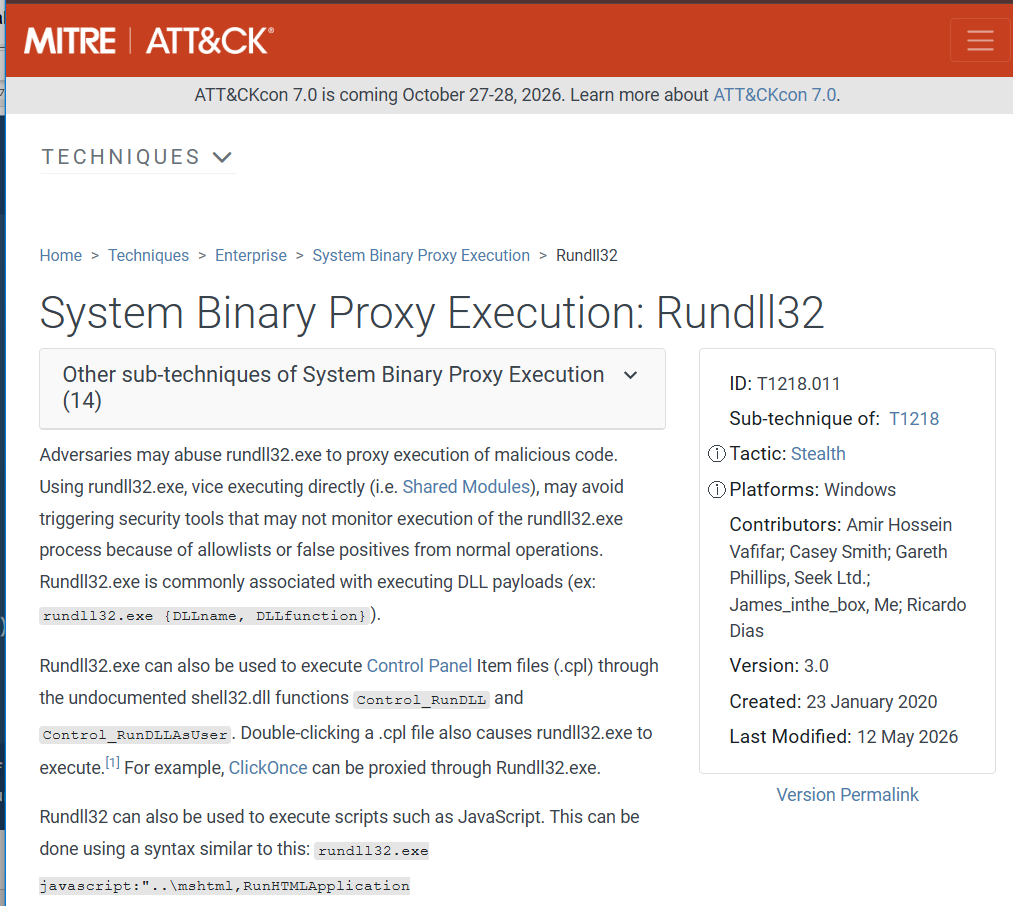 MITRE | ATT&CK®
ATT&CKcon 7.0 is coming October 27-28, 2026. Learn more about ATT&CKcon 7.0.
TECHNIQUES
Home > Techniques > Enterprise > System Binary Proxy Execution > Rundll32
System Binary Proxy Execution: Rundll32
Other sub-techniques of System Binary Proxy Execution
(14)
Adversaries may abuse rundll32.exe to proxy execution of malicious code.
Using rundll32.exe, vice executing directly (i.e. Shared Modules), may avoid
triggering security tools that may not monitor execution of the rundll32.exe
process because of allowlists or false positives from normal operations.
Rundll32.exe is commonly associated with executing DLL payloads (ex:
rundll32.exe {DLLname, DLLfunction}).
Rundll32.exe can also be used to execute Control Panel Item files (.cpl) through
the undocumented shell32.dll functions Control_RunDLL and
Control_RunDLLAsUser. Double-clicking a .cpl file also causes rundll32.exe to
execute.[1] For example, ClickOnce can be proxied through Rundll32.exe.
Rundll32 can also be used to execute scripts such as JavaScript. This can be
done using a syntax similar to this: rundll32.exe
javascript:"..\mshtml,RunHTMLApplication
ID: T1218.011
Sub-technique of: T1218
Tactic: Stealth
Platforms: Windows
Contributors: Amir Hossein
Vafifar; Casey Smith; Gareth
Phillips, Seek Ltd.;
James_inthe_box, Me; Ricardo
Dias
Version: 3.0
Created: 23 January 2020
Last Modified: 12 May 2026
Version Permalink